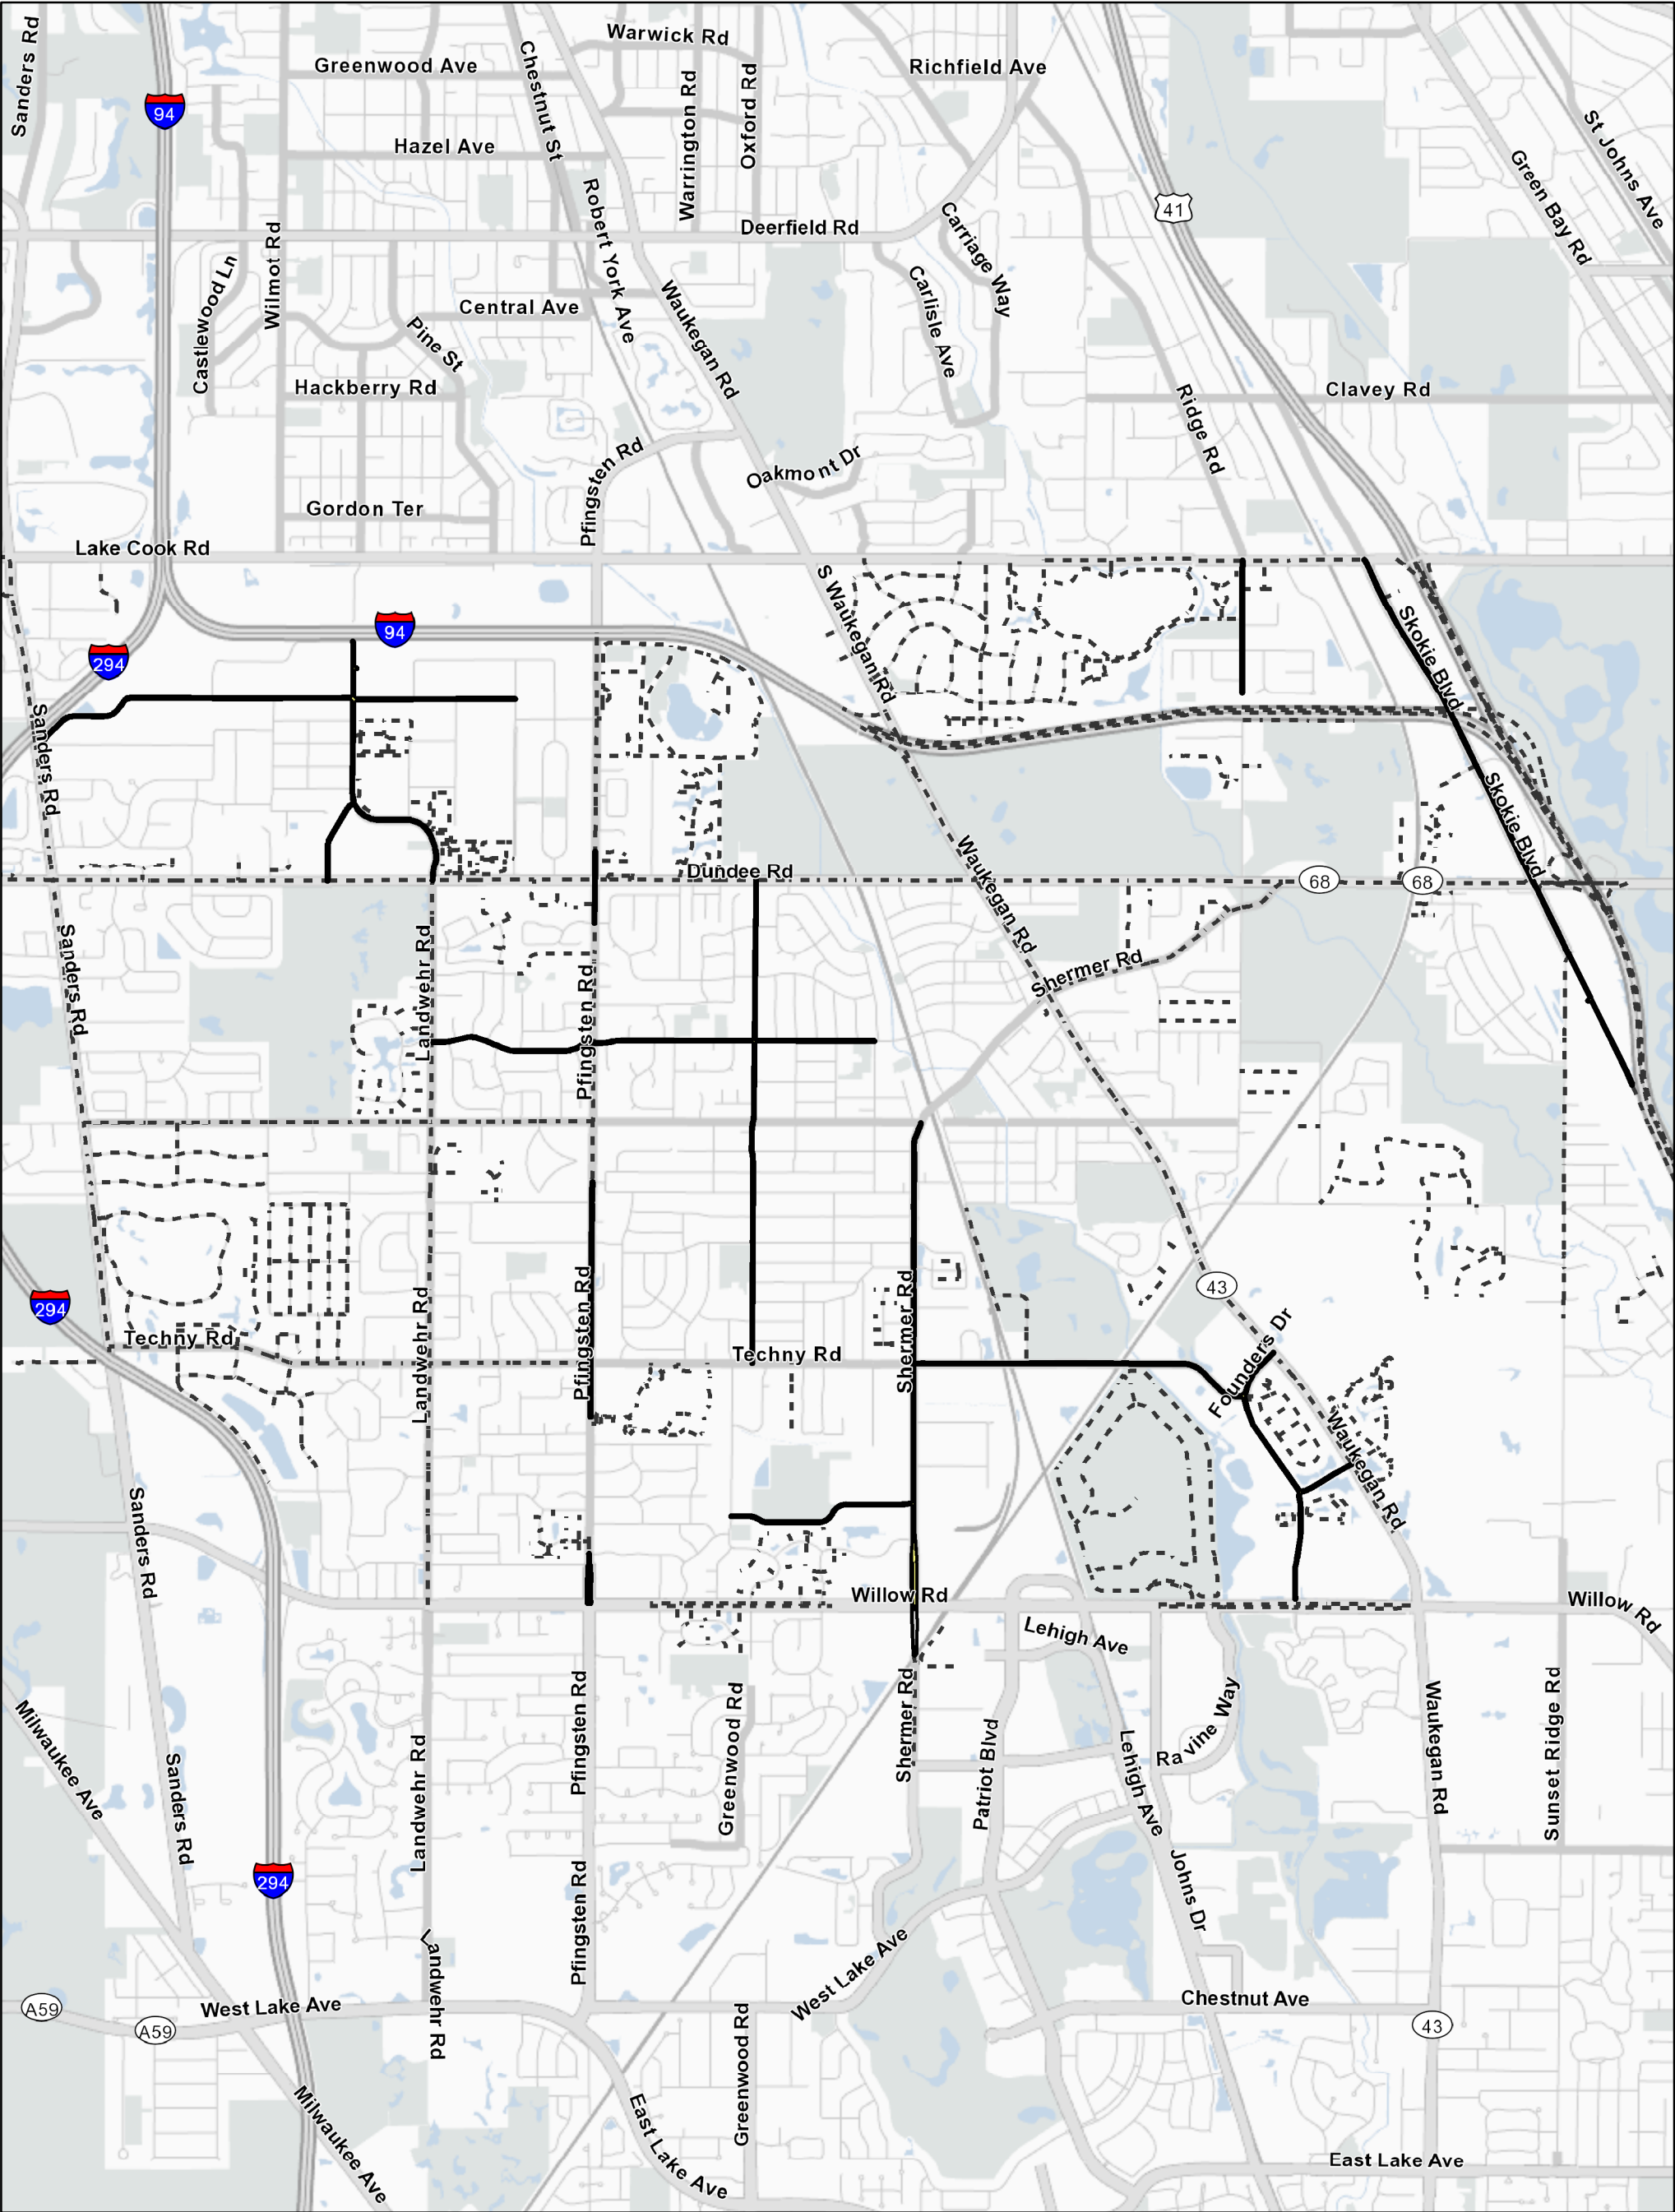 Sanders Rd
Greenwood Ave
Chestnut St
Warwick Rd
Warrington Rd
Oxford Rd
Richfield Ave
St Johns Ave
Green Bay Rd
94
Hazel Ave
Robert York Ave
Deerfield Rd
Carriage Way
41
Wilmot Rd
Castlewood Ln
Central Ave
Pine St
Waukegan Rd
Carlisle Ave
Hackberry Rd
Ridge Rd
Clavey Rd
Pfingsten Rd
Oakmont Dr
Gordon Ter
Lake Cook Rd
S Waukegan Rd
94
294
Skokie Blvd
Sanders Rd
Skokie Blvd
Dundee Rd
Waukegan Rd
68
68
Sanders Rd
Landwehr Rd
Pfingsten Rd
Shermer Rd
294
Landwehr Rd
Pfingsten Rd
Shermer Rd
43
Techny Rd
Techny Rd
Founders Dr
Waukegan Rd
Sanders Rd
Willow Rd
Willow Rd
Lehigh Ave
Milwaukee Ave
Sanders Rd
Landwehr Rd
Pfingsten Rd
Greenwood Rd
Shermer Rd
Patriot Blvd
Lehigh Ave
Ravine Way
Waukegan Rd
Sunset Ridge Rd
294
Landwehr Rd
Pfingsten Rd
Johns Dr
A59
A59
West Lake Ave
West Lake Ave
Chestnut Ave
43
Milwaukee Ave
East Lake Ave
Greenwood Rd
East Lake Ave